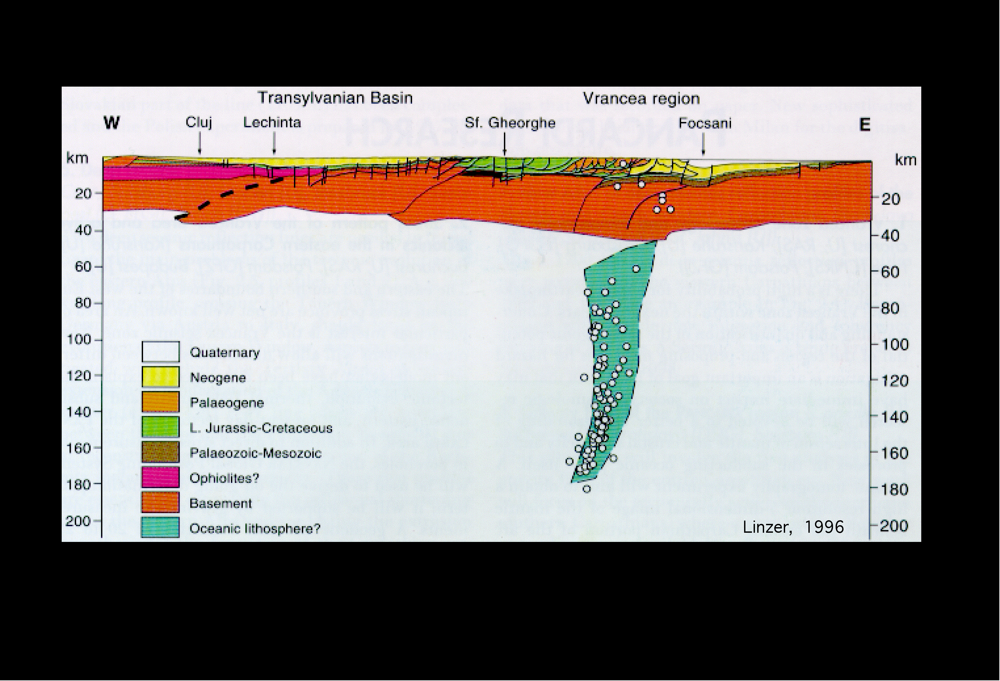 Transylvanian Basin
Vrancea region
W
Cluj
Lechinta
Sf. Gheorghe
Focsani
E
km
km
20
40
60
80
100
120
140
160
180
200
20
40
60
80
100
120
140
160
180
200
Quaternary
Neogene
Palaeogene
L. Jurassic-Cretaceous
Palaeozoic-Mesozoic
Ophiolites?
Basement
Oceanic lithosphere?
Linzer, 1996